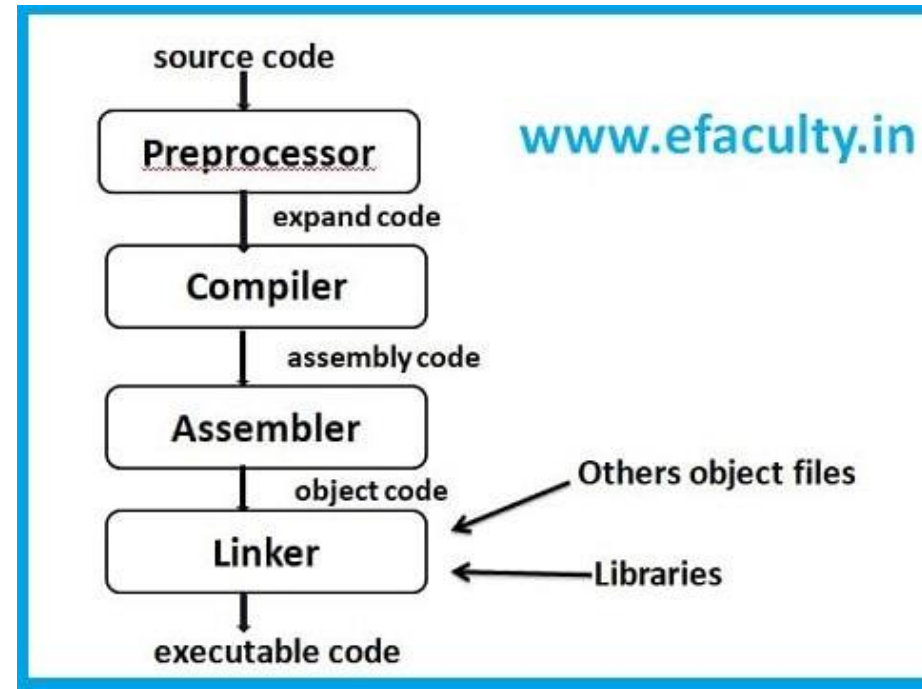 source code
www.efaculty.in
Preprocessor
expand code
Compiler
assembly code
Assembler
object code
Others object files
Linker
Libraries
executable code